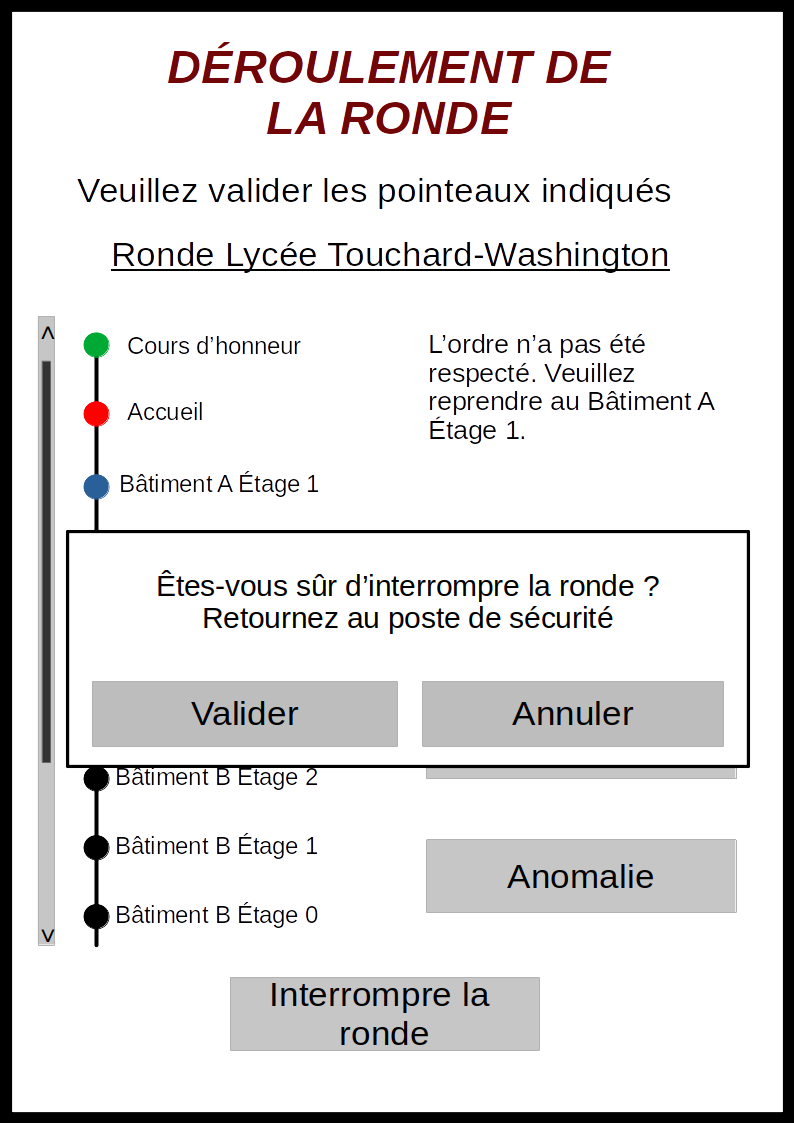 DÉROULEMENT DE
LA RONDE
Veuillez valider les pointeaux indiqués
Ronde Lycée Touchard-Washington
Cours d’honneur
Accueil
Bâtiment A Étage 1
L’ordre n’a pas été
respecté. Veuillez
reprendre au Bâtiment A
Étage 1.
Êtes-vous sûr d’interrompre la ronde ?
Retournez au poste de sécurité
Valider
Annuler
Bâtiment B Étage 2
Bâtiment B Étage 1
Bâtiment B Étage 0
Anomalie
Interrompre la
ronde